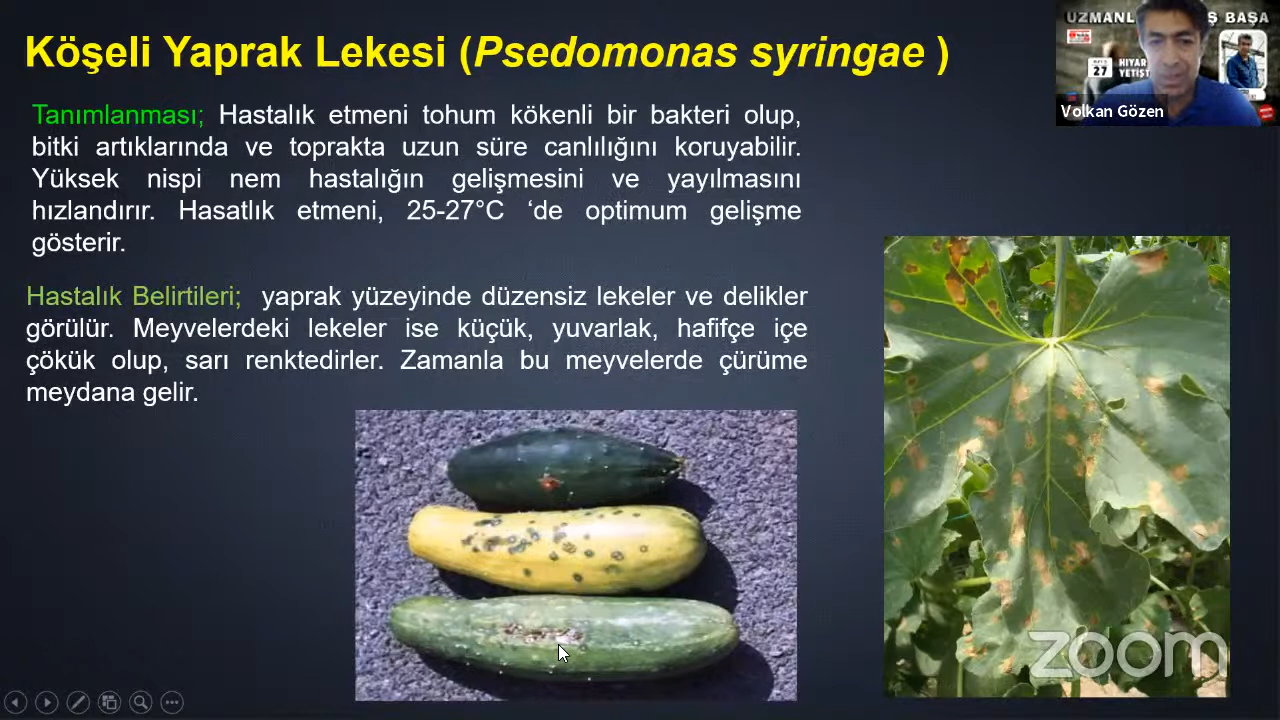 Köşeli Yaprak Lekesi (Psedomonas syringae )
Tanımlanması; Hastalık etmeni tohum kökenli bir bakteri olup,
bitki artıklarında ve toprakta uzun süre canlılığını koruyabilir.
Yüksek nispi nem hastalığın gelişmesini ve yayılmasını
hızlandırır. Hasatlık etmeni, 25-27°C ‘de optimum gelişme
gösterir.
Hastalık Belirtileri; yaprak yüzeyinde düzensiz lekeler ve delikler
görülür. Meyvelerdeki lekeler ise küçük, yuvarlak, hafifçe içe
çökük olup, sarı renktedirler. Zamanla bu meyvelerde çürüme
meydana gelir.
UZMANL Ş BAŞA
27
HIYAR
YETİŞT
Volkan Gözen
zoom